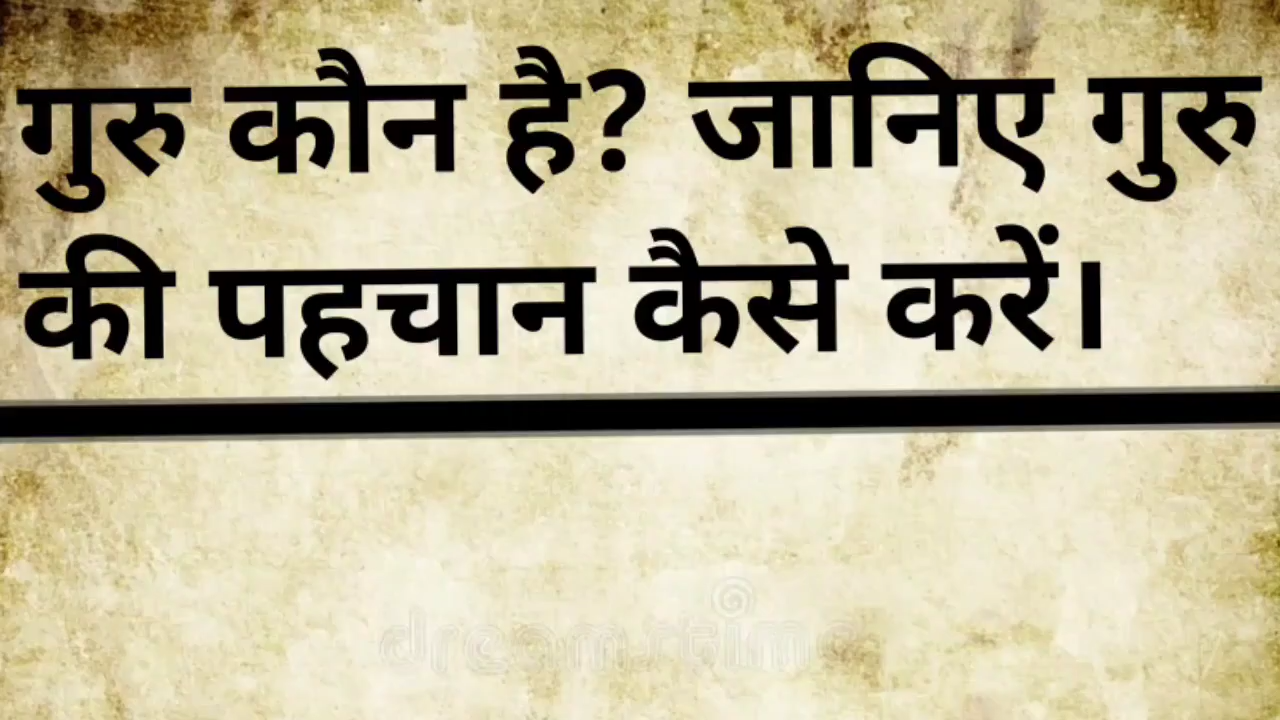 गुरु कौन है? जानिए गुरु
की पहचान कैसे करें।
dreamstime